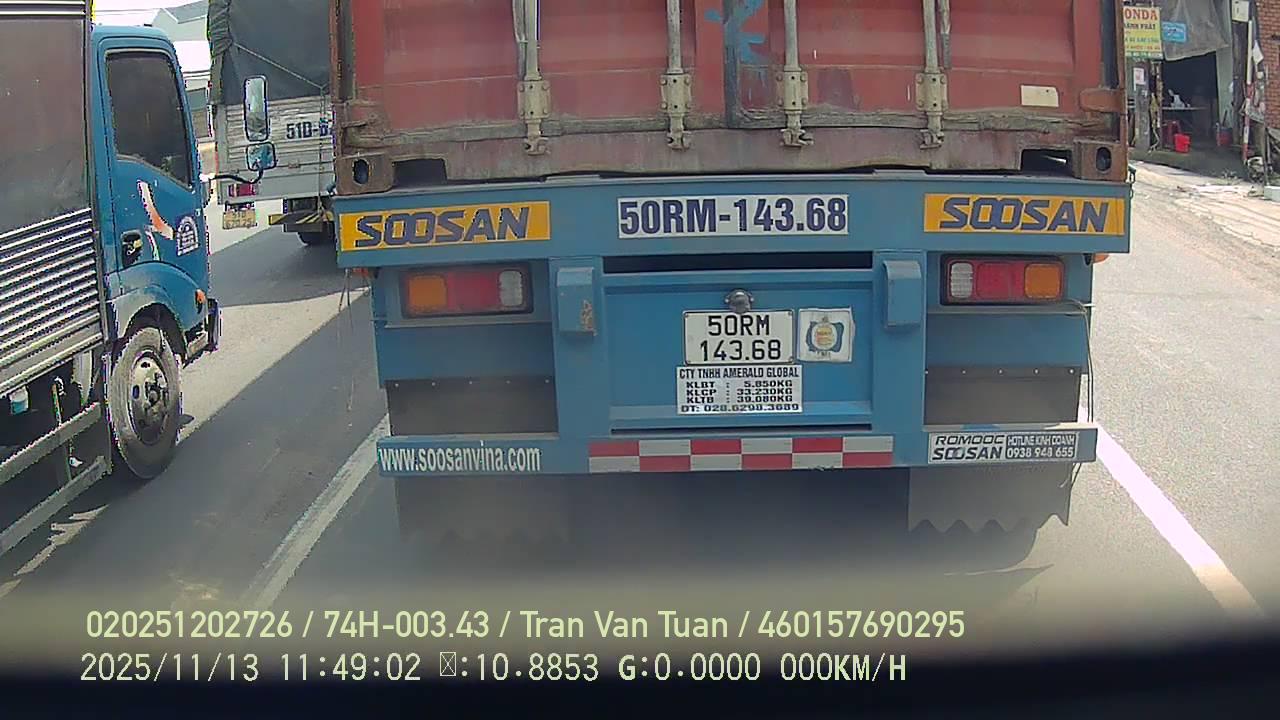 ONDA
51D-6
SOOSAN
50RM-143.68
SOOSAN
50RM
143.68
CTY TNHH AMERALD GLOBAL
KLBT : 5.850KG
KLCP : 33.230KG
KLTB : 39.080KG
ĐT: 028.6298.3689
www.soosanvina.com
ROMOOC
SOOSAN
HOTLINE KINH DOANH
0938 948 655
020251202726 / 74H-003.43 / Tran Van Tuan / 460157690295
2025/11/13 11:49:02 :10.8853 G:0.0000 000KM/H